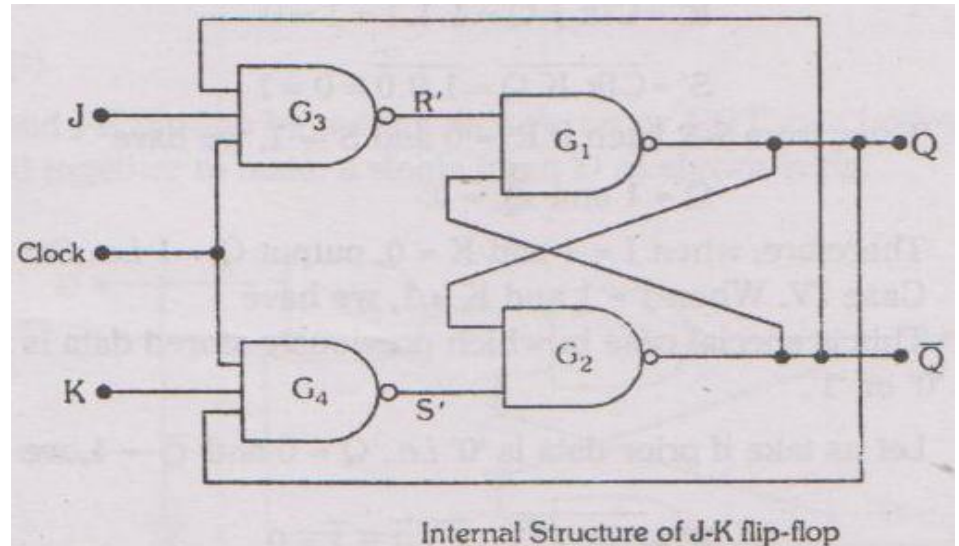 J
G₃
R'
G₁
Q
Clock
K
G₄
S'
G₂
Q̅
Internal Structure of J-K flip-flop